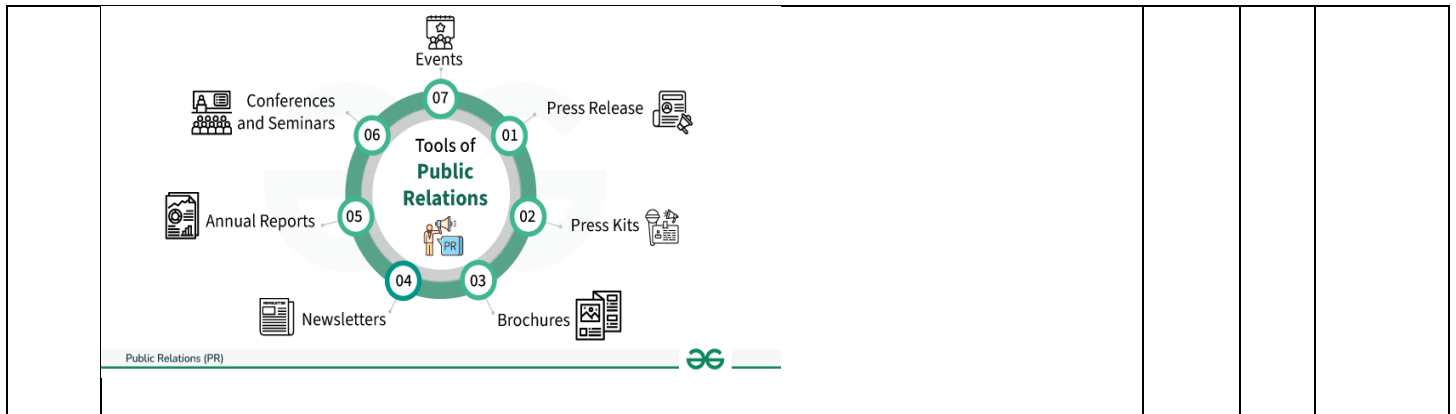 Events
07
Conferences
and Seminars
06
Press Release
01
Tools of
Public
Relations
PR
Annual Reports
05
02
Press Kits
04
03
Newsletters
NEWSLETTER
Brochures
Public Relations (PR)